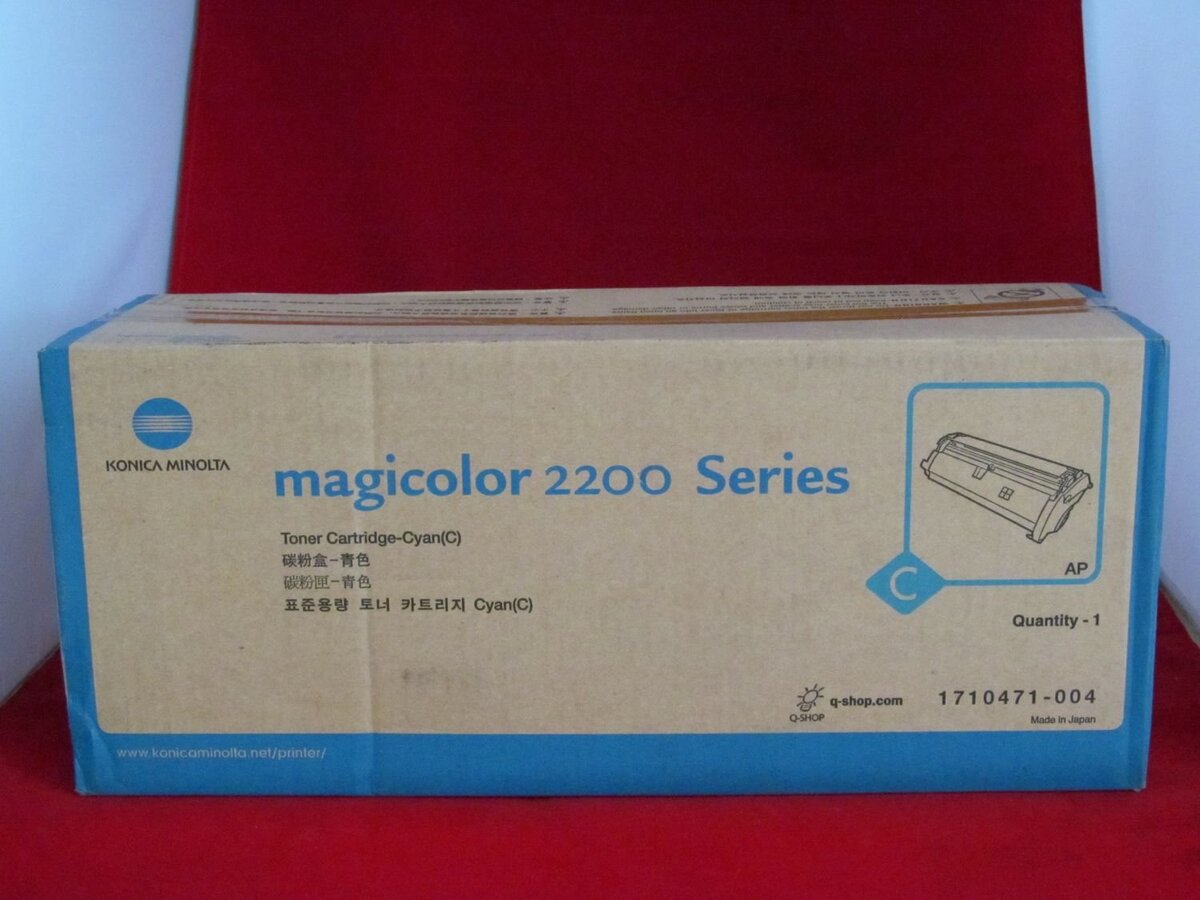 KONICA MINOLTA
magicolor 2200 Series
Toner Cartridge-Cyan(C)
碳粉盒-青色
碳粉匣-青色
표준용량 토너 카트리지 Cyan(C)
C
AP
Quantity - 1
Q-SHOP
q-shop.com
1710471-004
Made in Japan
www.konicaminolta.net/printer/